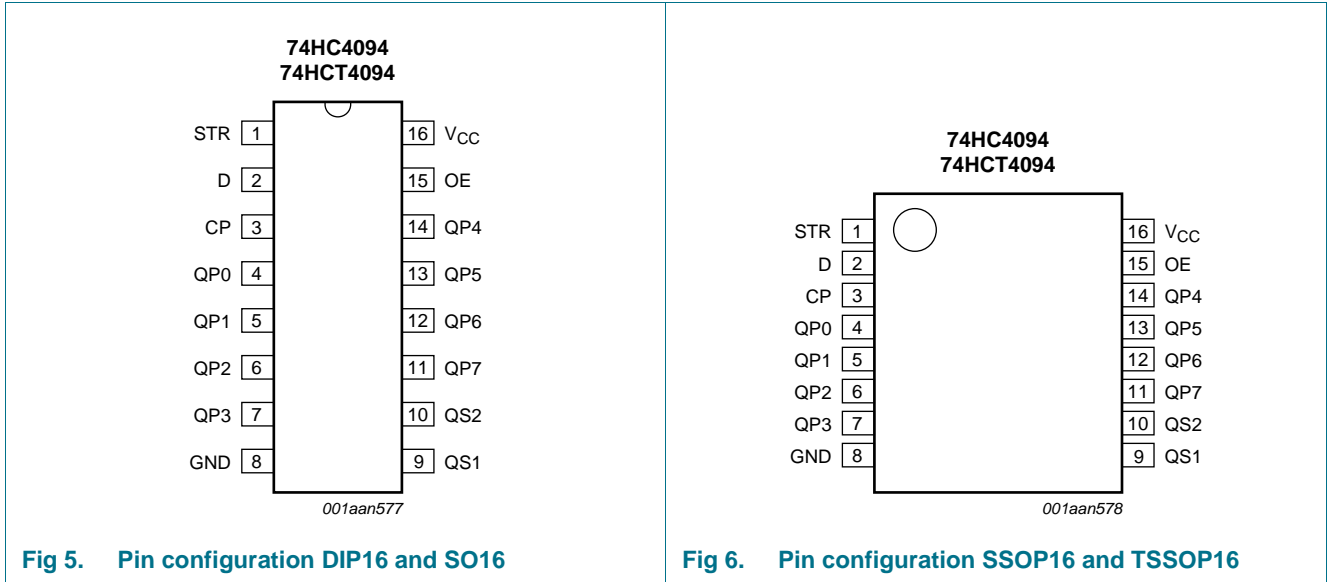 74HC4094
74HCT4094
STR 1
16 VCC
D 2
15 OE
CP 3
14 QP4
QP0 4
13 QP5
QP1 5
12 QP6
QP2 6
11 QP7
QP3 7
10 QS2
GND 8
9 QS1
001aan577
Fig 5. Pin configuration DIP16 and SO16
74HC4094
74HCT4094
STR 1
16 VCC
D 2
15 OE
CP 3
14 QP4
QP0 4
13 QP5
QP1 5
12 QP6
QP2 6
11 QP7
QP3 7
10 QS2
GND 8
9 QS1
001aan578
Fig 6. Pin configuration SSOP16 and TSSOP16